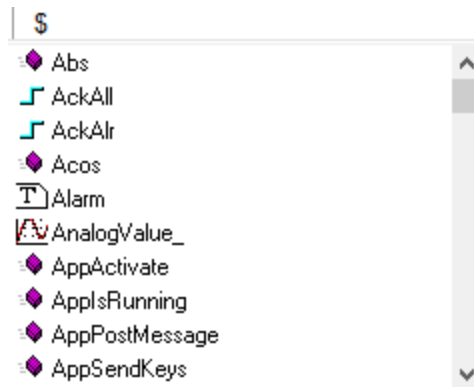 $
Abs
AckAll
AckAlr
Acos
T Alarm
AnalogValue_
AppActivate
AppIsRunning
AppPostMessage
AppSendKeys